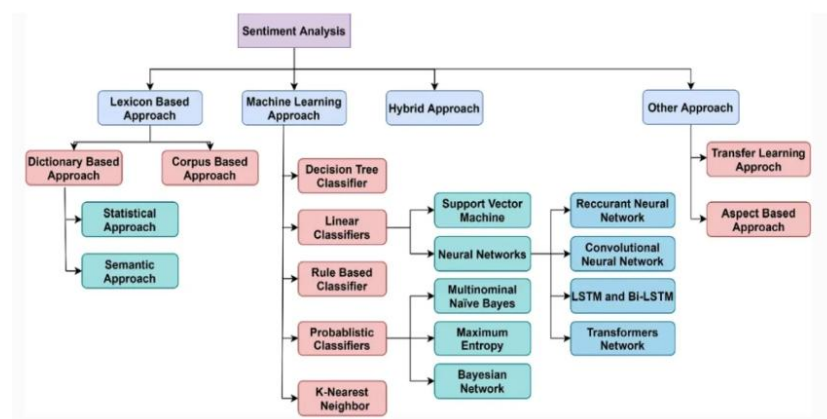 Sentiment Analysis
Lexicon Based
Approach
Machine Learning
Approach
Hybrid Approach
Other Approach
Dictionary Based
Approach
Corpus Based
Approach
Statistical
Approach
Semantic
Approach
Decision Tree
Classifier
Linear
Classifiers
Rule Based
Classifier
Probablistic
Classifiers
K-Nearest
Neighbor
Support Vector
Machine
Neural Networks
Multinominal
Naïve Bayes
Maximum
Entropy
Bayesian
Network
Reccurant Neural
Network
Convolutional
Neural Network
LSTM and Bi-LSTM
Transformers
Network
Transfer Learning
Approch
Aspect Based
Approach